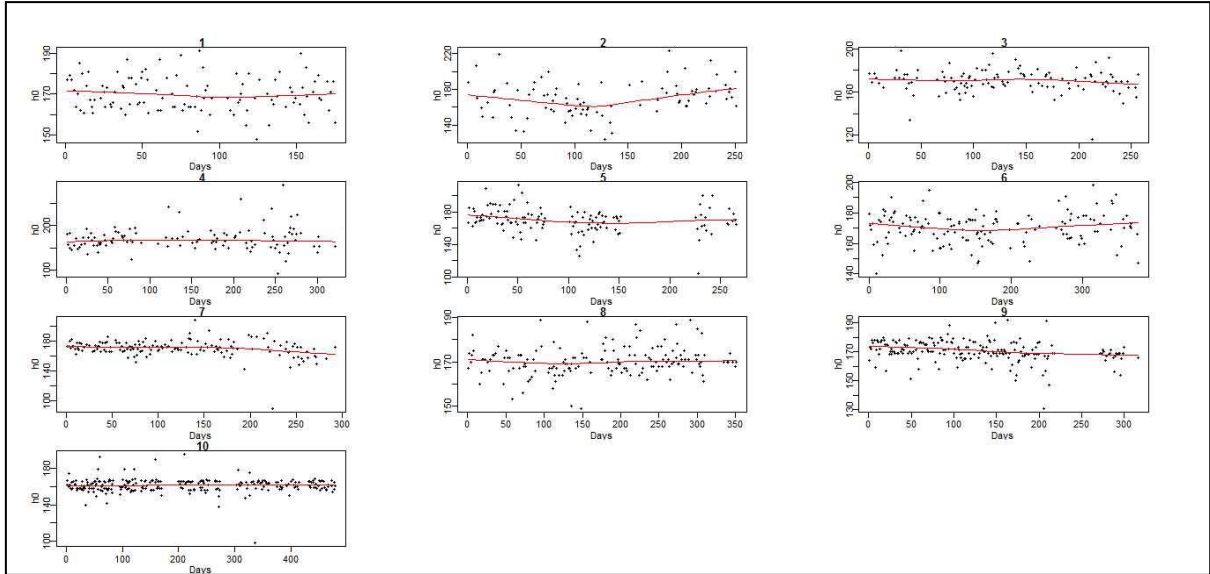 1 2 3
h0 150 170 190
0 50 100 150
Days
h0 140 180 220
0 50 100 150 200 250
Days
h0 120 160 200
0 50 100 150 200 250
Days
4 5 6
h0 100 200
0 50 100 150 200 250 300
Days
h0 100 140 180
0 50 100 150 200 250
Days
h0 140 160 180 200
0 100 200 300
Days
7 8 9
h0 100 140 180
0 50 100 150 200 250 300
Days
h0 150 170 190
0 50 100 150 200 250 300 350
Days
h0 130 150 170 190
0 50 100 150 200 250 300
Days
10
h0 100 140 180
0 100 200 300 400
Days